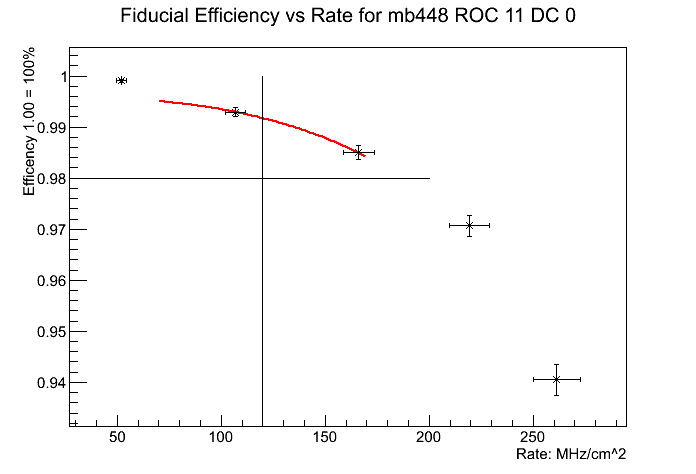 Fiducial Efficiency vs Rate for mb448 ROC 11 DC 0
Efficency 1.00 = 100%
1
0.99
0.98
0.97
0.96
0.95
0.94
50 100 150 200 250
Rate: MHz/cm^2